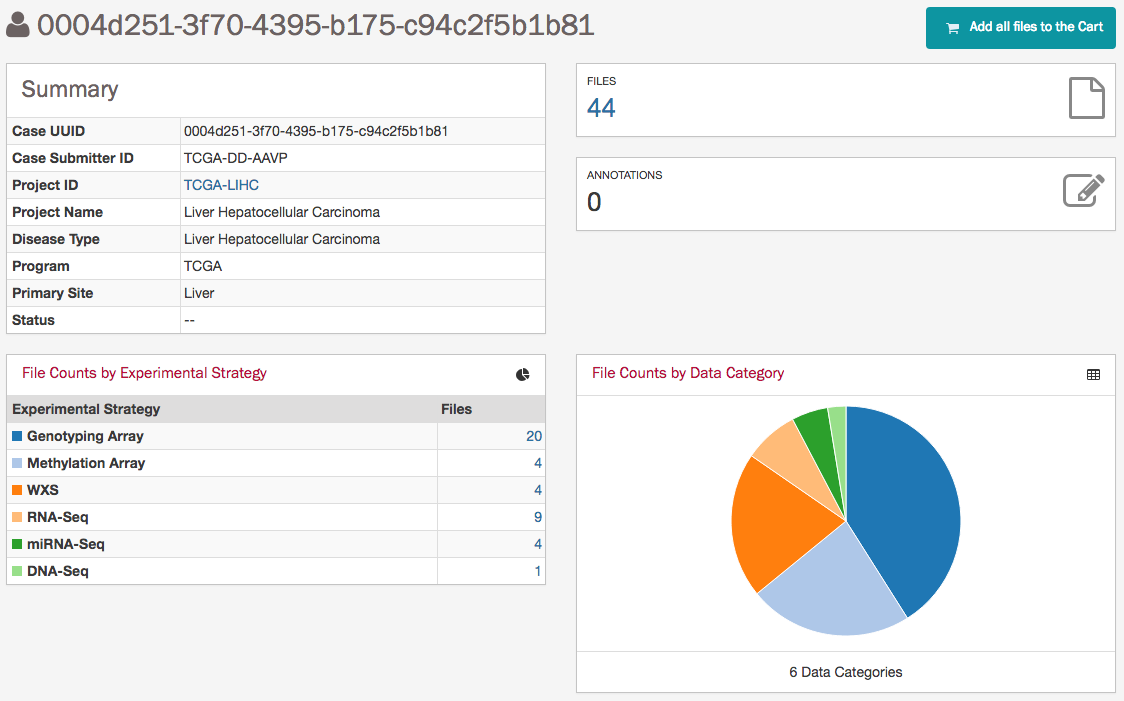 0004d251-3f70-4395-b175-c94c2f5b1b81
Add all files to the Cart
Summary
Case UUID 0004d251-3f70-4395-b175-c94c2f5b1b81
Case Submitter ID TCGA-DD-AAVP
Project ID TCGA-LIHC
Project Name Liver Hepatocellular Carcinoma
Disease Type Liver Hepatocellular Carcinoma
Program TCGA
Primary Site Liver
Status --
FILES
44
ANNOTATIONS
0
File Counts by Experimental Strategy
Experimental Strategy Files
Genotyping Array 20
Methylation Array 4
WXS 4
RNA-Seq 9
miRNA-Seq 4
DNA-Seq 1
File Counts by Data Category
6 Data Categories